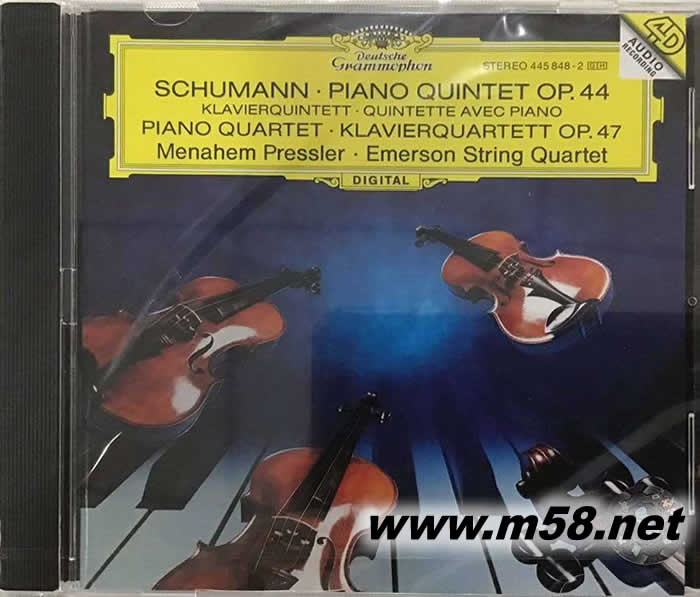 Deutsche
Grammophon
STEREO 445 848-2 GH
4D
AUDIO
RECORDING
SCHUMANN · PIANO QUINTET OP. 44
KLAVIERQUINTETT · QUINTETTE AVEC PIANO
PIANO QUARTET · KLAVIERQUARTETT OP. 47
Menahem Pressler · Emerson String Quartet
DIGITAL
www.m58.net